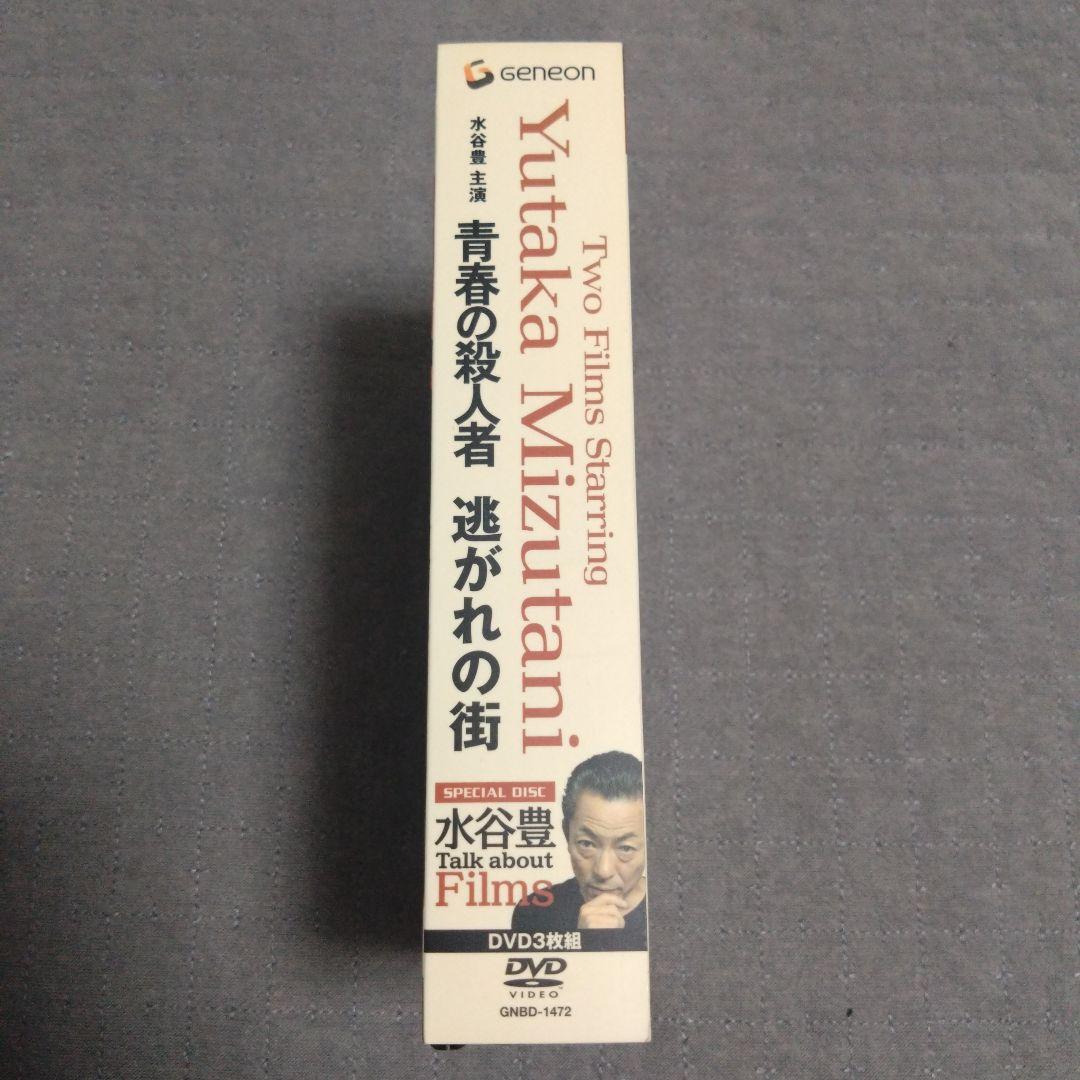 Geneon
Two Films Starring
Yutaka Mizutani
水谷豊 主演
青春の殺人者 逃がれの街
SPECIAL DISC
水谷豊
Talk about
Films
DVD3枚組
DVD
VIDEO
GNBD-1472